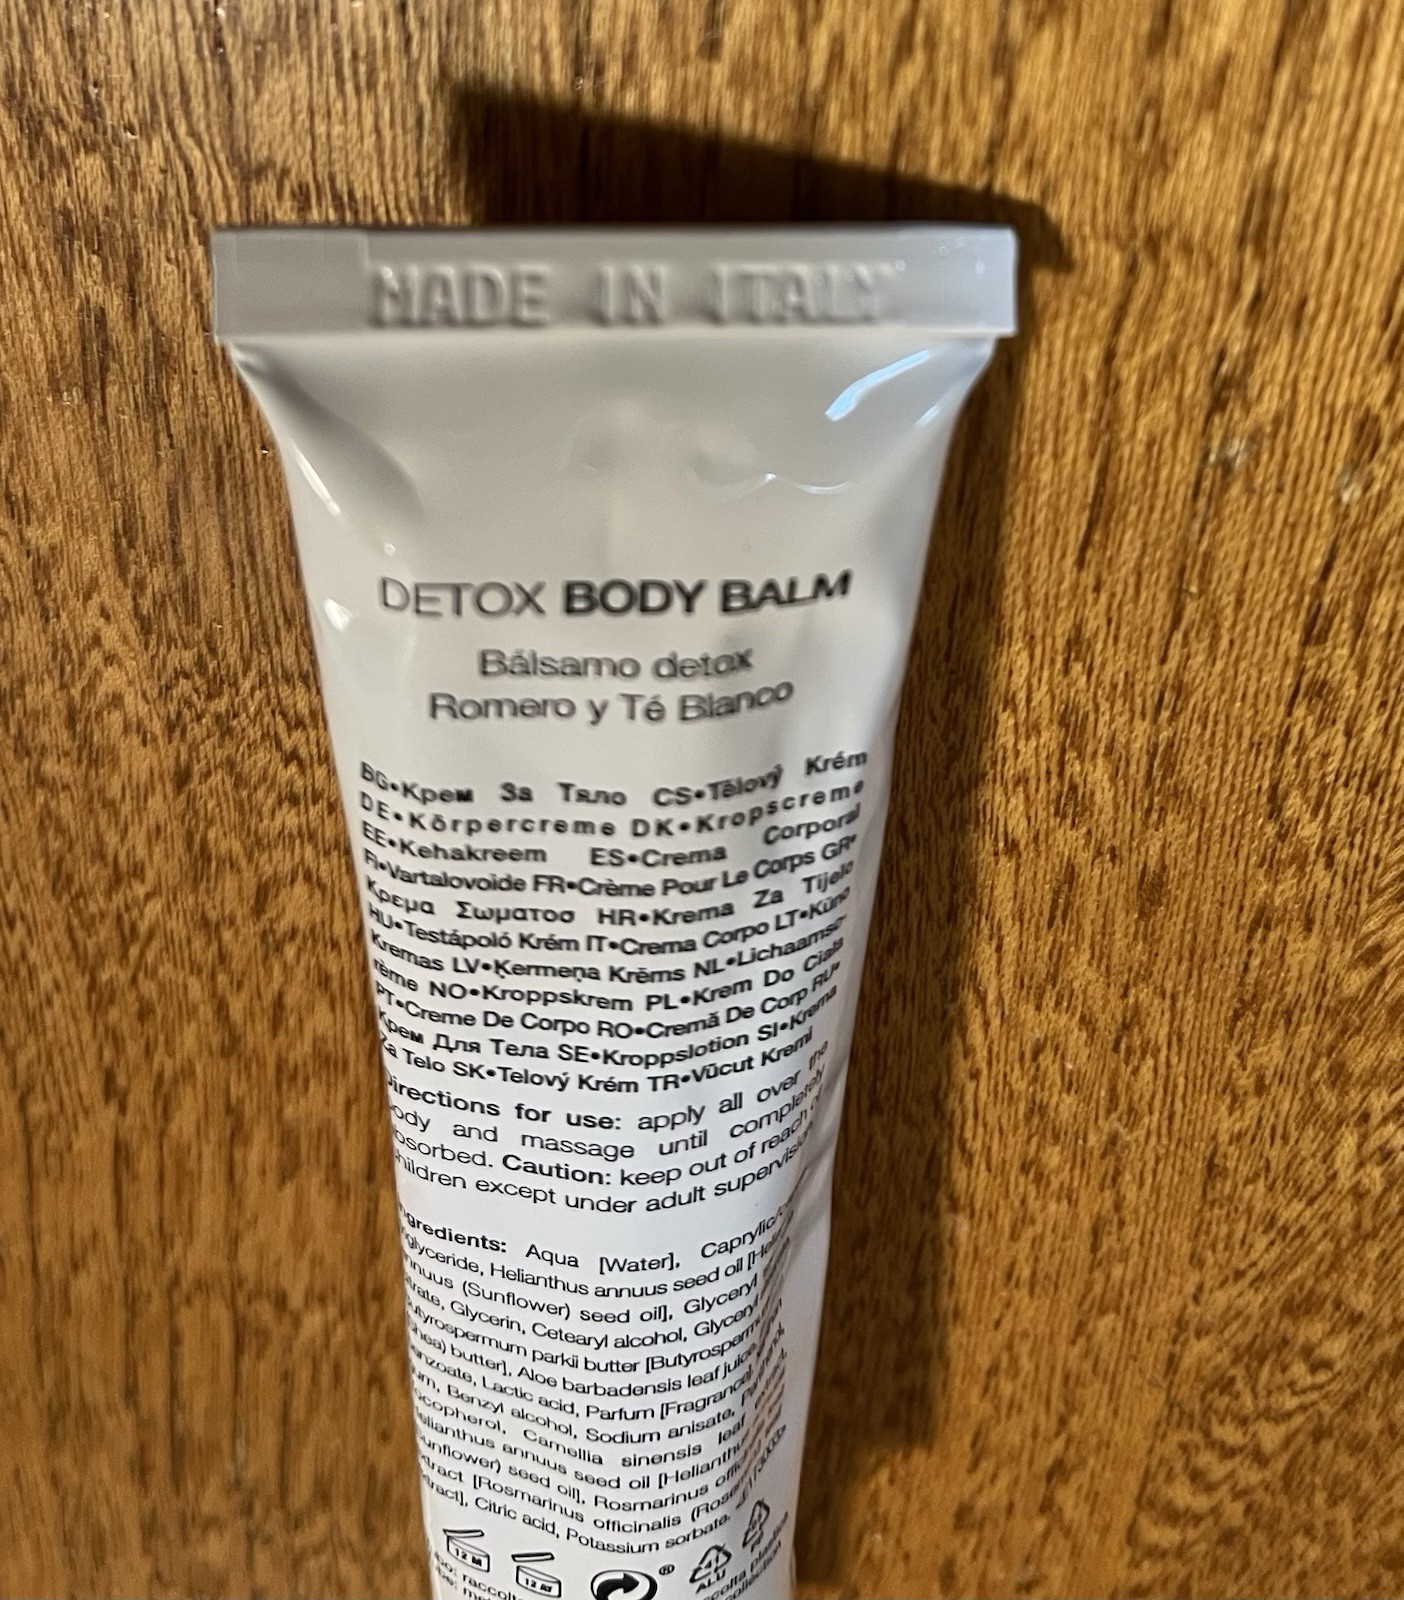 MADE IN ITALY
DETOX BODY BALM
Bálsamo detox
Romero y Té Blanco
BG•Крем За Тяло CS•Tělový Krém
DE•Körpercreme DK•Kropscreme
EE•Kehakreem ES•Crema Corporal
FI•Vartalovoide FR•Crème Pour Le Corps GR•
Κρεμα Σωματοσ HR•Krema Za Tijelo
HU•Testápoló Krém IT•Crema Corpo LT•Kūno
Kremas LV•Ķermeņa Krēms NL•Lichaamsc-
rème NO•Kroppskrem PL•Krem Do Ciała
PT•Creme De Corpo RO•Cremă De Corp RU•
Крем Для Тела SE•Kroppslotion SI•Krema
Za Telo SK•Telový Krém TR•Vücut Kremi
Directions for use: apply all over the
body and massage until completely
absorbed. Caution: keep out of reach of
children except under adult supervision.
Ingredients: Aqua [Water],
Helianthus annuus seed oil
(Sunflower) seed oil], Glyceryl
Glycerin, Cetearyl alcohol, Glyceryl
Butyrospermum parkii butter [Butyrospermum
butter], Aloe barbadensis leaf juice,
Lactic acid, Parfum [Fragrance],
Benzyl alcohol, Sodium anisate,
Tocopherol, Camellia sinensis leaf extract,
Helianthus annuus seed oil [Helianthus
(Sunflower) seed oil], Rosmarinus
extract [Rosmarinus officinalis
extract], Citric acid, Potassium sorbate.
12 M
®
41
ALU